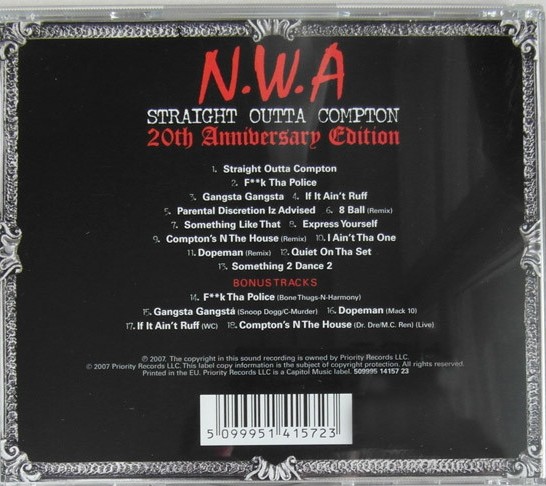 N.W.A
STRAIGHT OUTTA COMPTON
20th Anniversary Edition
1. Straight Outta Compton
2. F**k Tha Police
3. Gangsta Gangsta 4. If It Ain't Ruff
5. Parental Discretion Iz Advised 6. 8 Ball (Remix)
7. Something Like That 8. Express Yourself
9. Compton's N The House (Remix) 10. I Ain't Tha One
11. Dopeman (Remix) 12. Quiet On Tha Set
13. Something 2 Dance 2
BONUS TRACKS
14. F**k Tha Police (Bone Thugs-N-Harmony)
15. Gangsta Gangsta (Snoop Dogg/C-Murder) 16. Dopeman (Mack 10)
17. If It Ain't Ruff (WC) 18. Compton's N The House (Dr. Dre/M.C. Ren) (Live)
℗ 2007. The copyright in this sound recording is owned by Priority Records LLC.
© 2007 Priority Records LLC. This label copy information is the subject of copyright protection. All rights reserved.
Printed in the EU. Priority Records LLC is a Capitol Music label. 509995 14157 23
5 099951 415723